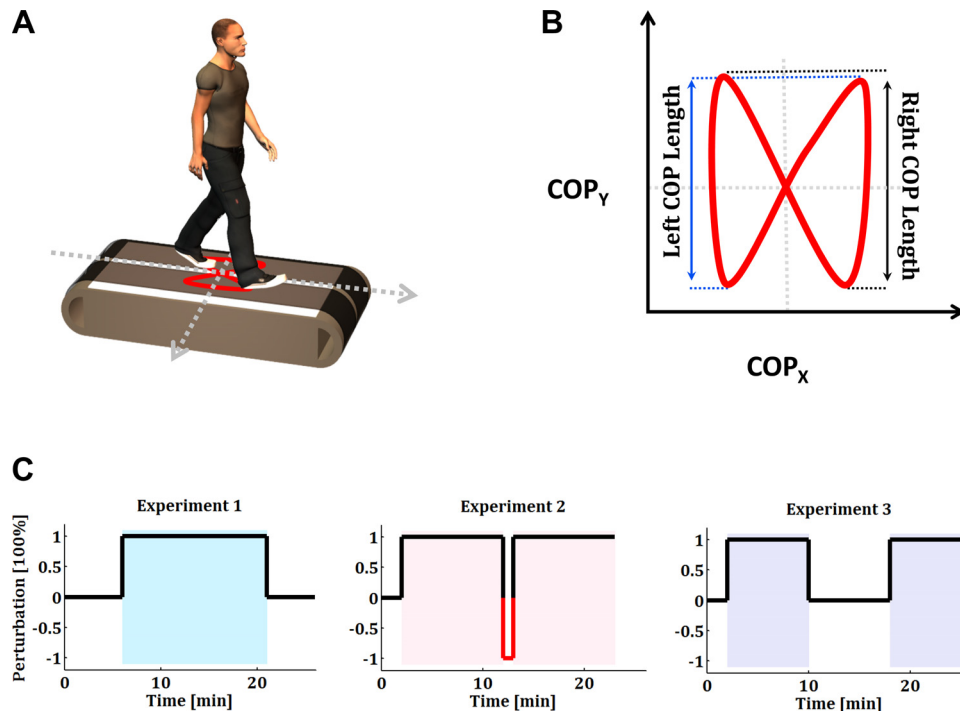 A
B
Left COP Length
Right COP Length
COPY
COPX
C
Experiment 1
Perturbation [100%]
1
0.5
0
-0.5
-1
0
10
20
Time [min]
Experiment 2
1
0.5
0
-0.5
-1
0
10
20
Time [min]
Experiment 3
1
0.5
0
-0.5
-1
0
10
20
Time [min]